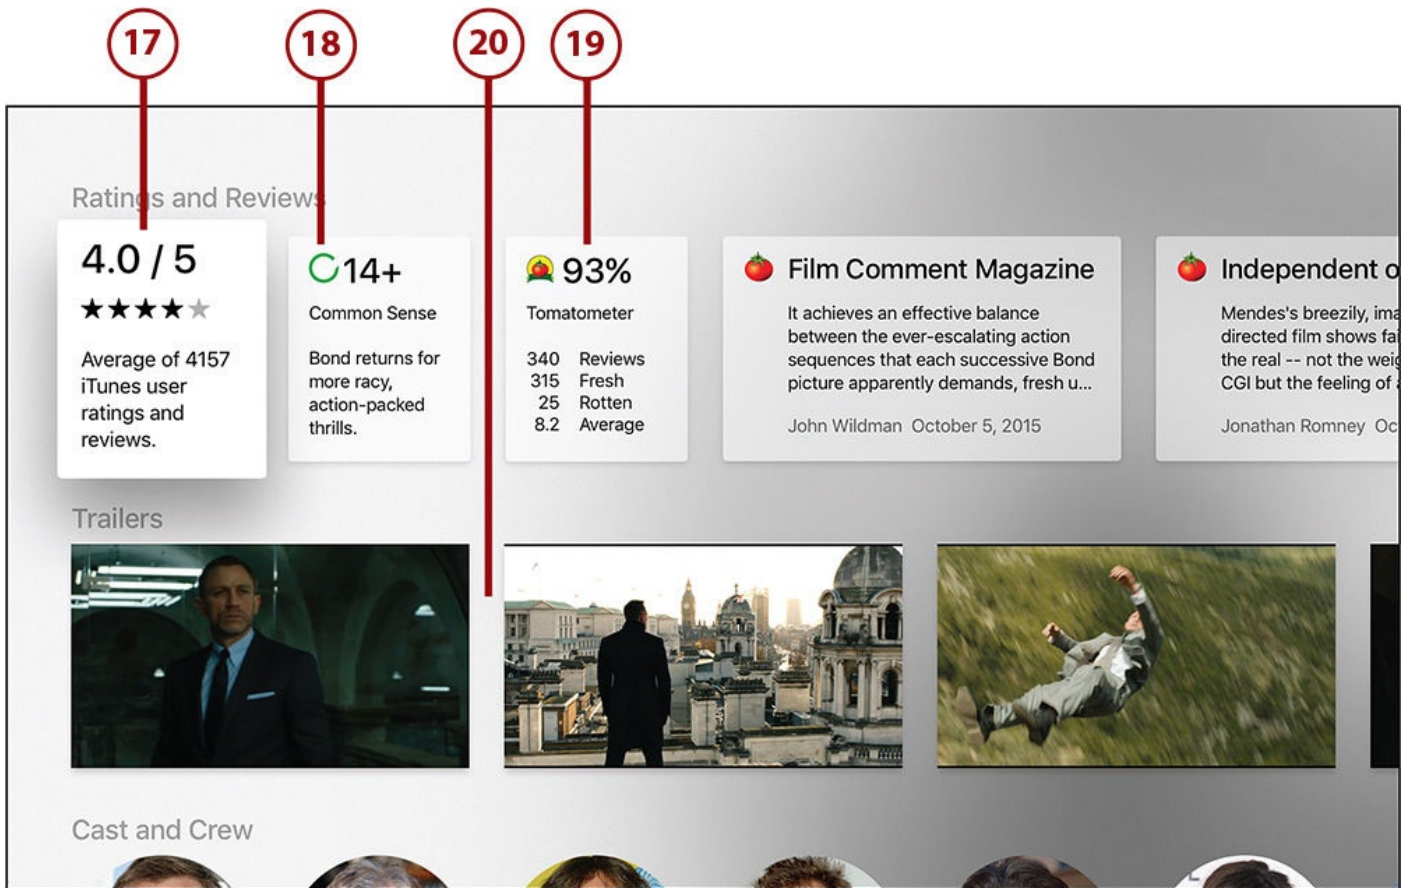 17
18
20
19
Ratings and Reviews
4.0 / 5
Average of 4157
iTunes user
ratings and
reviews.
14+
Common Sense
Bond returns for
more racy,
action-packed
thrills.
93%
Tomatometer
340 Reviews
315 Fresh
25 Rotten
8.2 Average
Film Comment Magazine
It achieves an effective balance
between the ever-escalating action
sequences that each successive Bond
picture apparently demands, fresh u...
John Wildman October 5, 2015
Independent o
Mendes's breezily, ima
directed film shows fai
the real -- not the weig
CGI but the feeling of
Jonathan Romney Oc
Trailers
Cast and Crew